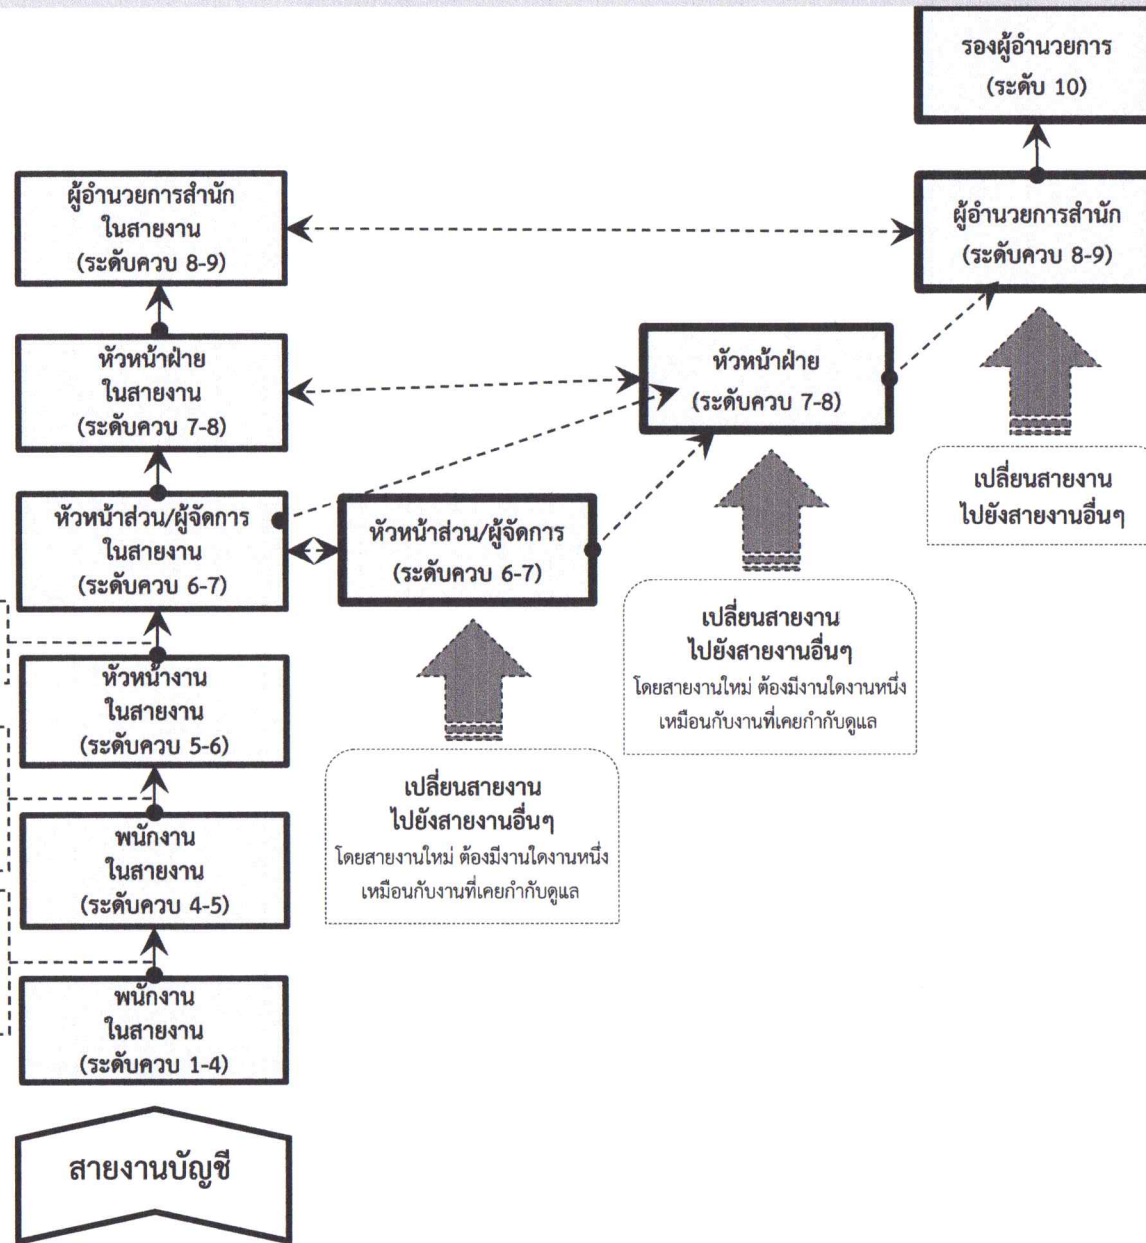 รองผู้อำนวยการ
(ระดับ 10)
ผู้อำนวยการสำนัก
ในสายงาน
(ระดับควบ 8-9)
ผู้อำนวยการสำนัก
(ระดับควบ 8-9)
หัวหน้าฝ่าย
ในสายงาน
(ระดับควบ 7-8)
หัวหน้าฝ่าย
(ระดับควบ 7-8)
เปลี่ยนสายงาน
ไปยังสายงานอื่นๆ
หัวหน้าส่วน/ผู้จัดการ
ในสายงาน
(ระดับควบ 6-7)
หัวหน้าส่วน/ผู้จัดการ
(ระดับควบ 6-7)
เปลี่ยนสายงาน
ไปยังสายงานอื่นๆ
โดยสายงานใหม่ ต้องมีงานใดงานหนึ่ง
เหมือนกับงานที่เคยกำกับดูแล
หัวหน้างาน
ในสายงาน
(ระดับควบ 5-6)
เปลี่ยนสายงาน
ไปยังสายงานอื่นๆ
โดยสายงานใหม่ ต้องมีงานใดงานหนึ่ง
เหมือนกับงานที่เคยกำกับดูแล
พนักงาน
ในสายงาน
(ระดับควบ 4-5)
พนักงาน
ในสายงาน
(ระดับควบ 1-4)
สายงานบัญชี